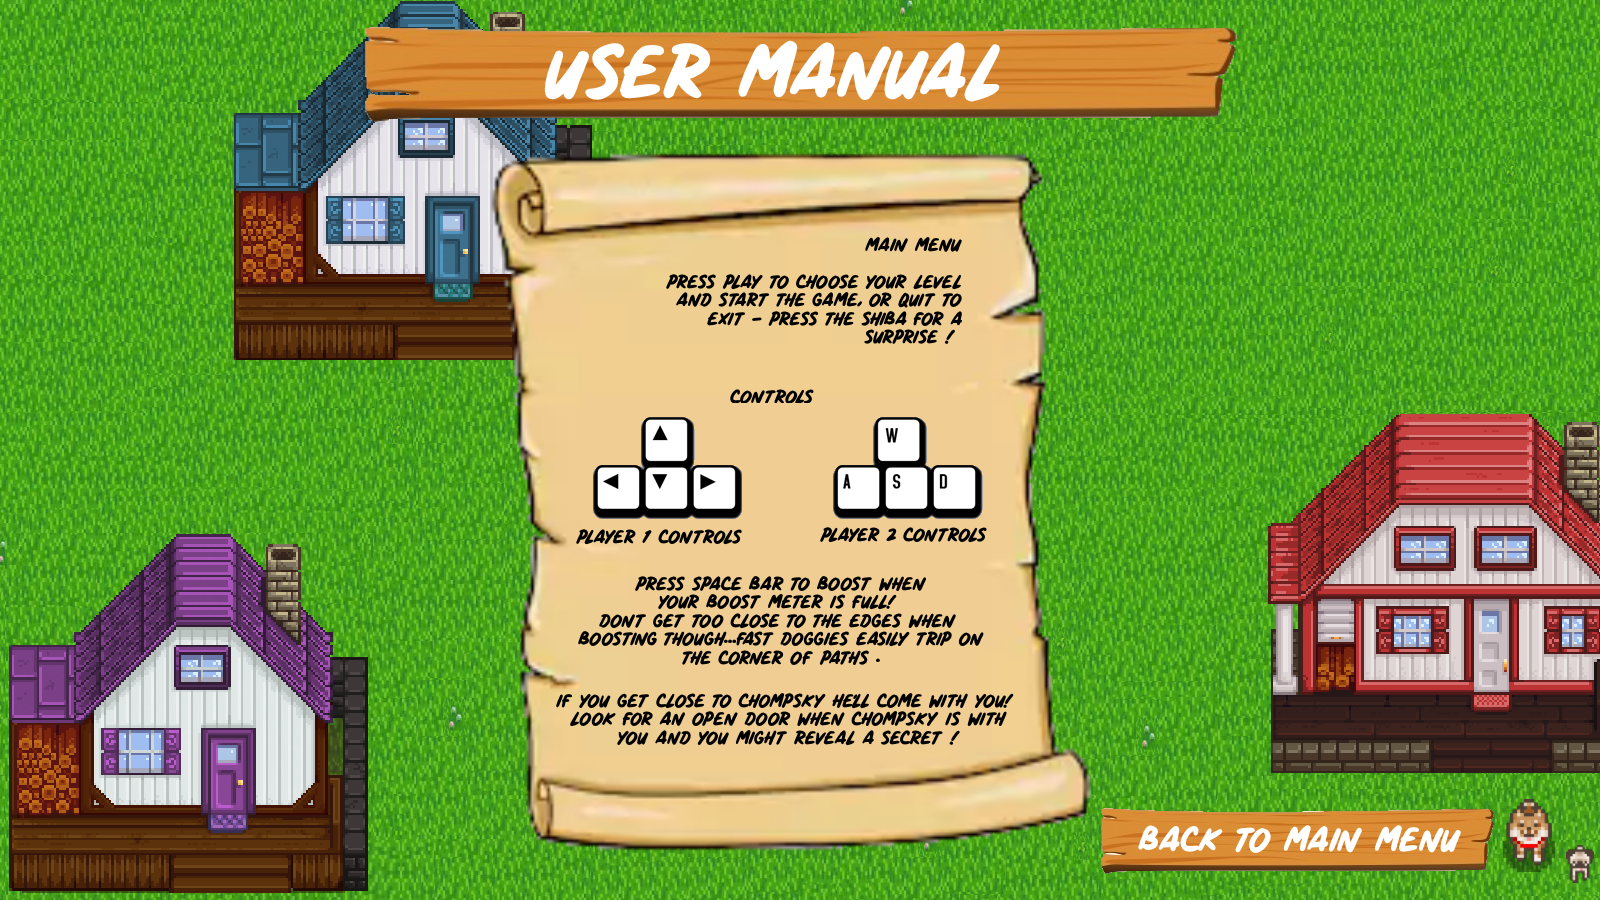 USER MANUAL
MAIN MENU
PRESS PLAY TO CHOOSE YOUR LEVEL
AND START THE GAME, OR QUIT TO
EXIT - PRESS THE SHIBA FOR A
SURPRISE !
CONTROLS
▲
W
◀ ▼ ▶
A S D
PLAYER 1 CONTROLS
PLAYER 2 CONTROLS
PRESS SPACE BAR TO BOOST WHEN
YOUR BOOST METER IS FULL!
DONT GET TOO CLOSE TO THE EDGES WHEN
BOOSTING THOUGH...FAST DOGGIES EASILY TRIP ON
THE CORNER OF PATHS .
IF YOU GET CLOSE TO CHOMPSKY HE'LL COME WITH YOU!
LOOK FOR AN OPEN DOOR WHEN CHOMPSKY IS WITH
YOU AND YOU MIGHT REVEAL A SECRET !
BACK TO MAIN MENU